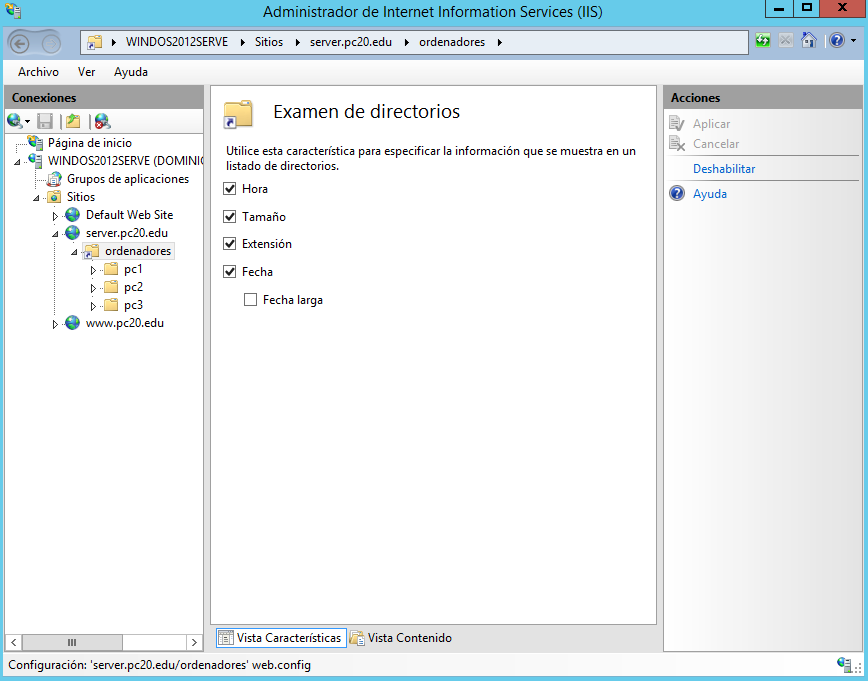 Administrador de Internet Information Services (IIS)
WINDOS2012SERVE Sitios server.pc20.edu ordenadores
Archivo Ver Ayuda
Conexiones
Página de inicio
WINDOS2012SERVE (DOMINIC
Grupos de aplicaciones
Sitios
Default Web Site
server.pc20.edu
ordenadores
pc1
pc2
pc3
www.pc20.edu
Examen de directorios
Utilice esta característica para especificar la información que se muestra en un
listado de directorios.
Hora
Tamaño
Extensión
Fecha
Fecha larga
Vista Características Vista Contenido
Acciones
Aplicar
Cancelar
Deshabilitar
Ayuda
Configuración: 'server.pc20.edu/ordenadores' web.config